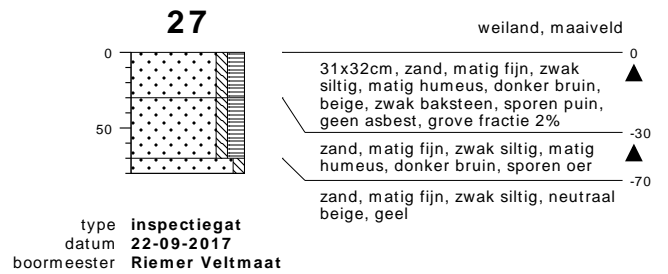 27
weiland, maaiveld
0
0
31x32cm, zand, matig fijn, zwak
siltig, matig humeus, donker bruin,
beige, zwak baksteen, sporen puin,
geen asbest, grove fractie 2%
-30
50
zand, matig fijn, zwak siltig, matig
humeus, donker bruin, sporen oer
-70
zand, matig fijn, zwak siltig, neutraal
beige, geel
type inspectiegat
datum 22-09-2017
boormeester Riemer Veltmaat